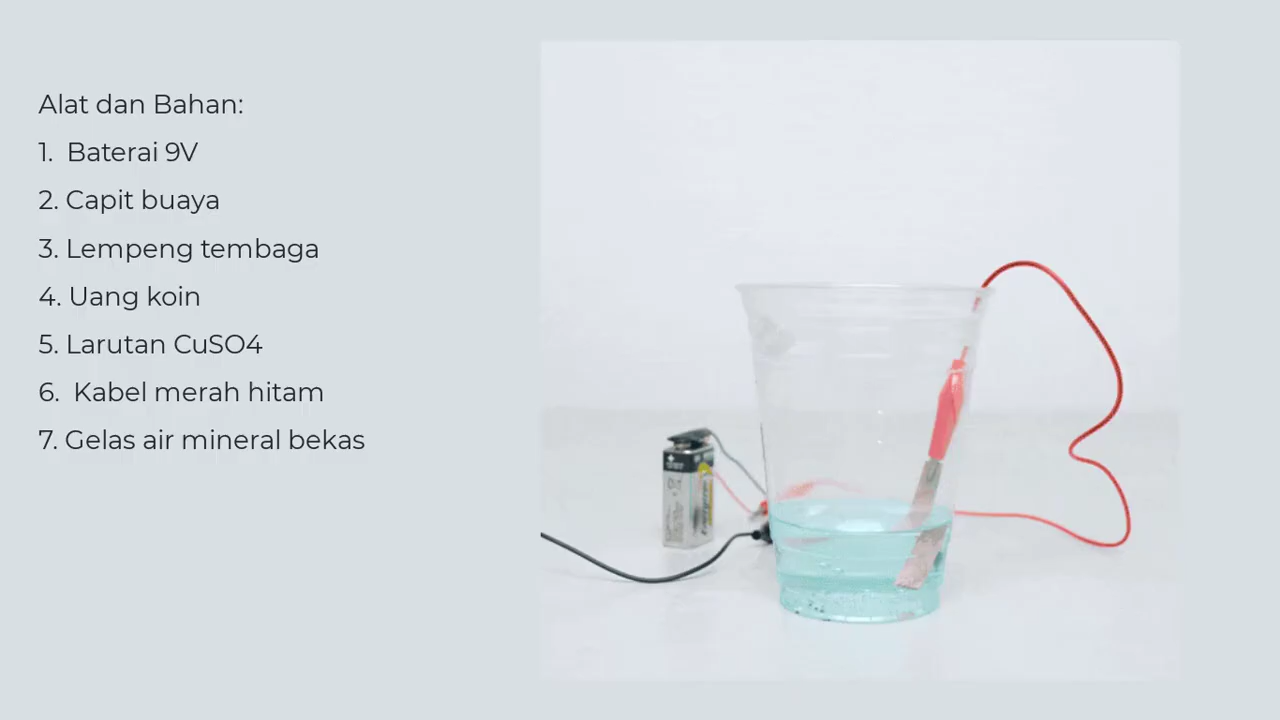 Alat dan Bahan:
1. Baterai 9V
2. Capit buaya
3. Lempeng tembaga
4. Uang koin
5. Larutan CuSO4
6. Kabel merah hitam
7. Gelas air mineral bekas